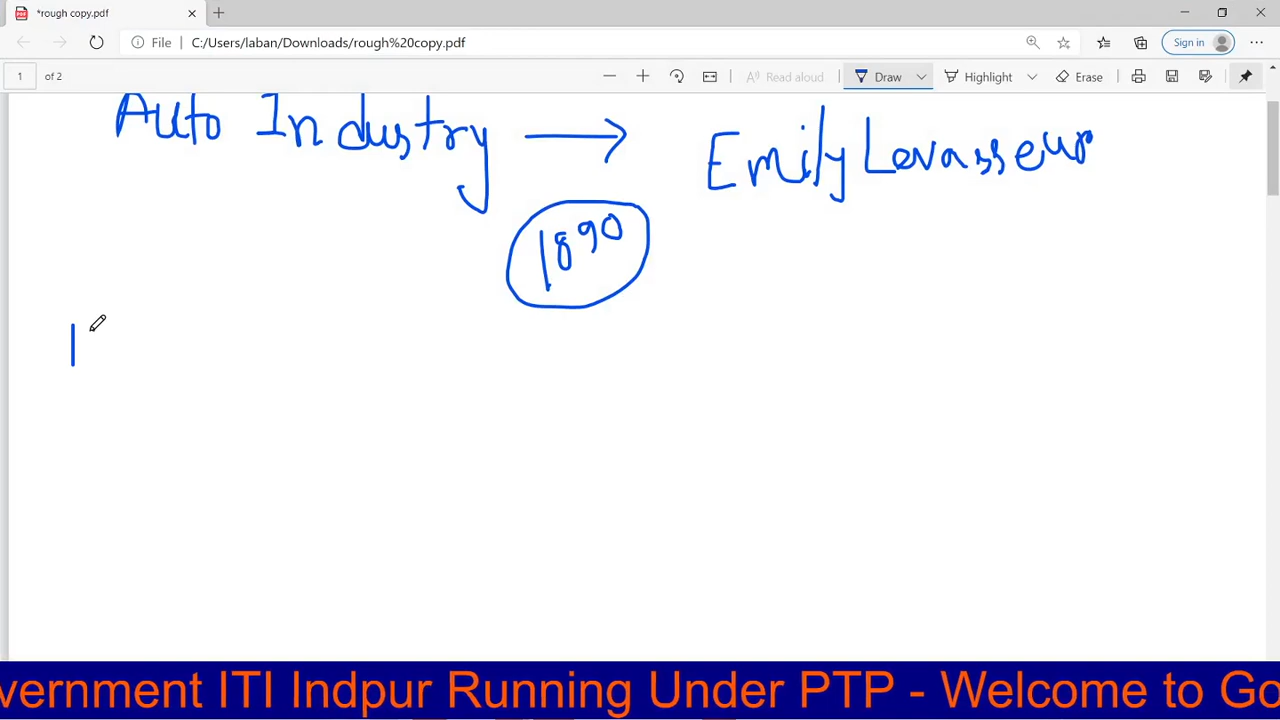 *rough copy.pdf
File C:/Users/laban/Downloads/rough%20copy.pdf Sign in
1 of 2 Read aloud Draw Highlight Erase
Auto Industry → Emily Levasseur
1890
vernment ITI Indpur Running Under PTP - Welcome to Go